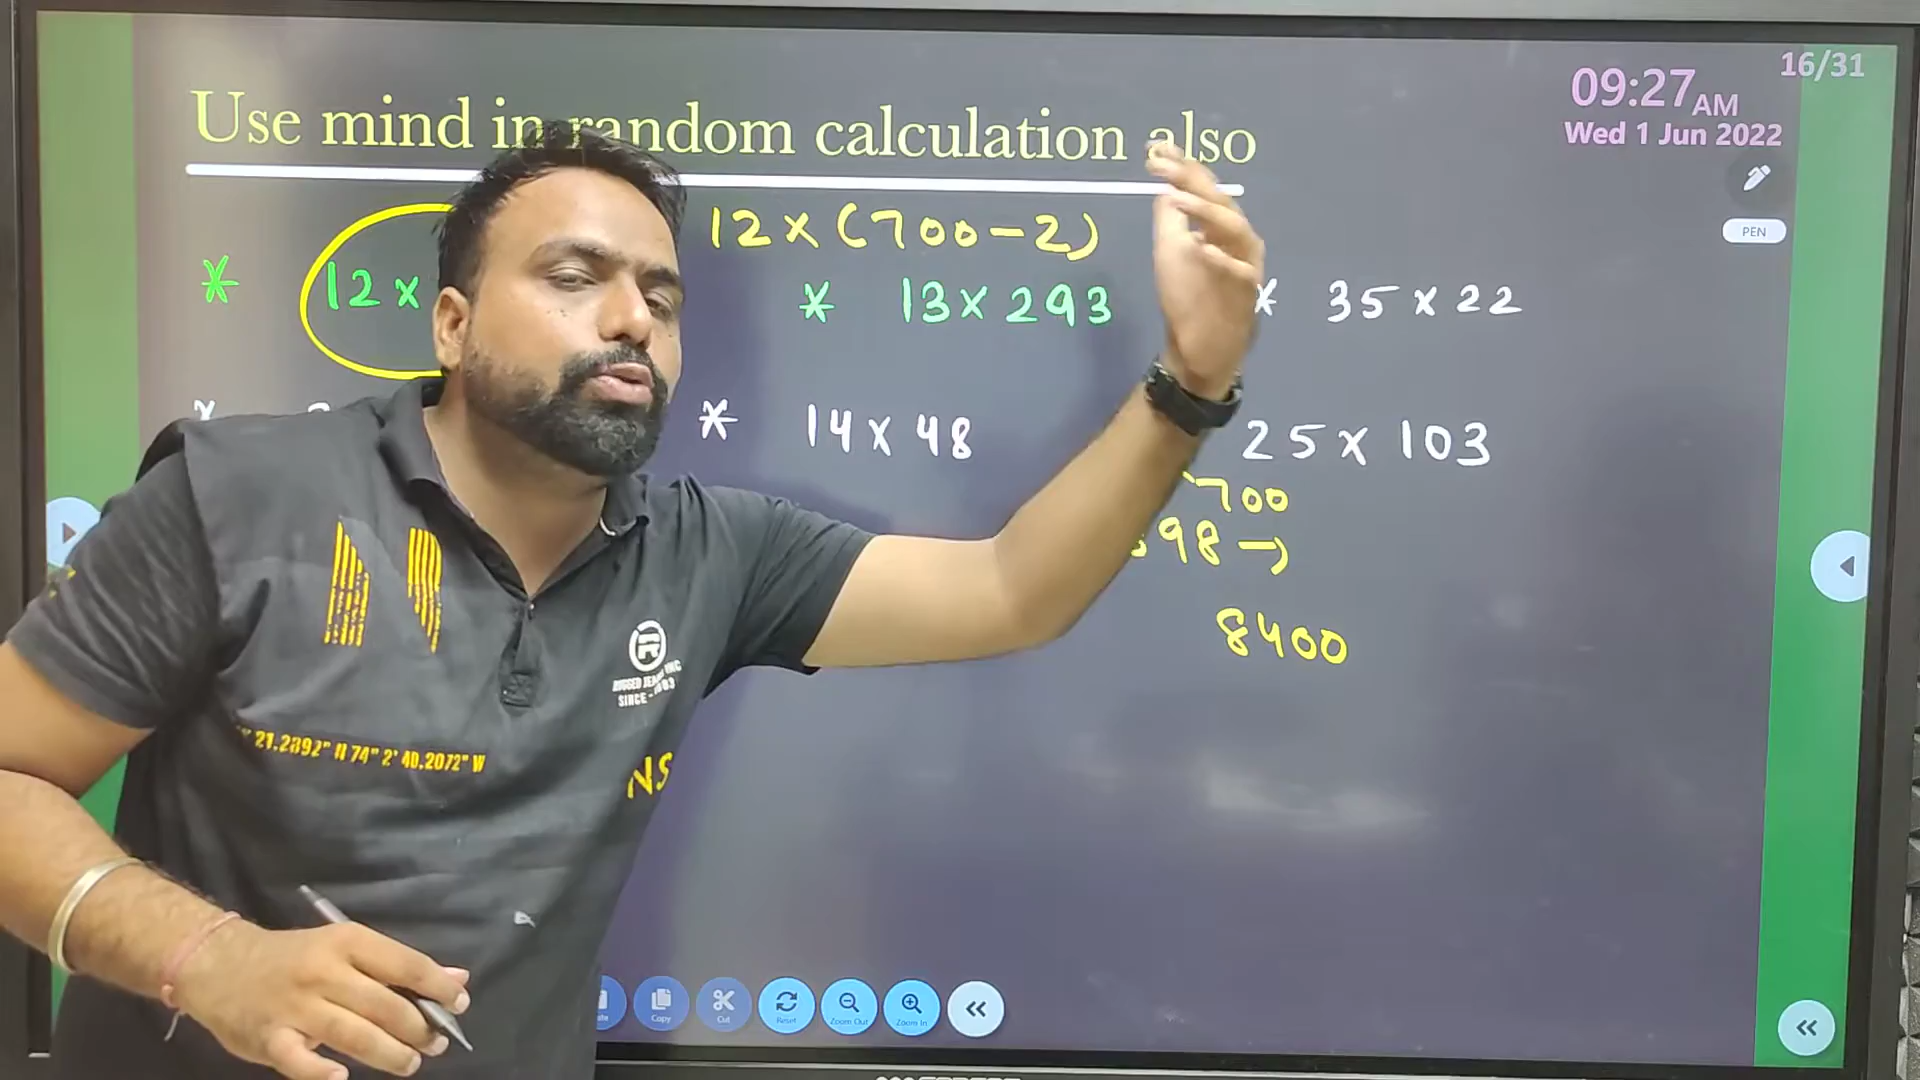 16/31
09:27AM
Wed 1 Jun 2022
Use mind in random calculation also
PEN
12×(700-2)
* 12×
* 13×293
* 35×22
* 14×48
25×103
700
98→
8400
SINCE -
21.2892" N 74° 2' 40.2072" W
NS
Copy
Cut
Reset
Zoom Out
Zoom In